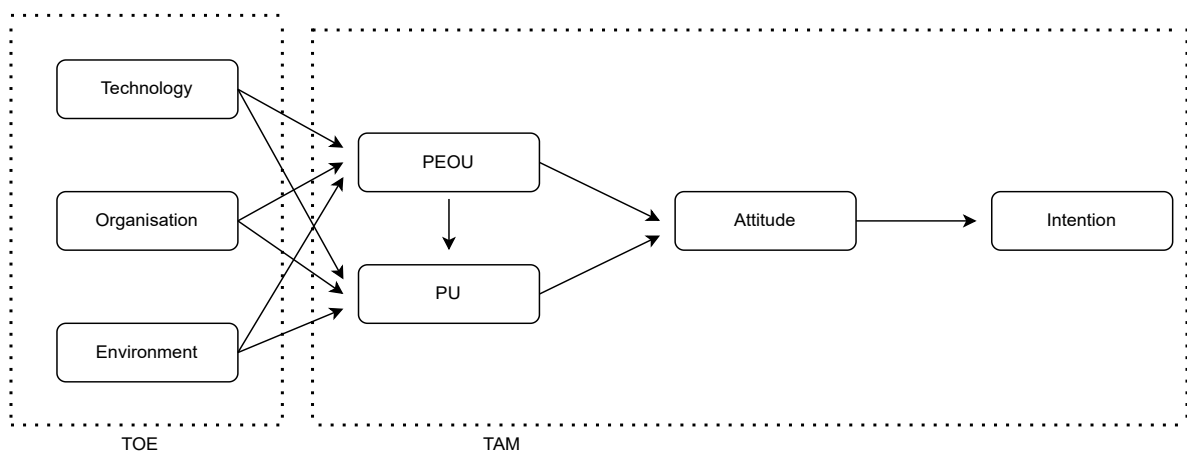 Technology
Organisation
Environment
PEOU
PU
Attitude
Intention
TOE
TAM